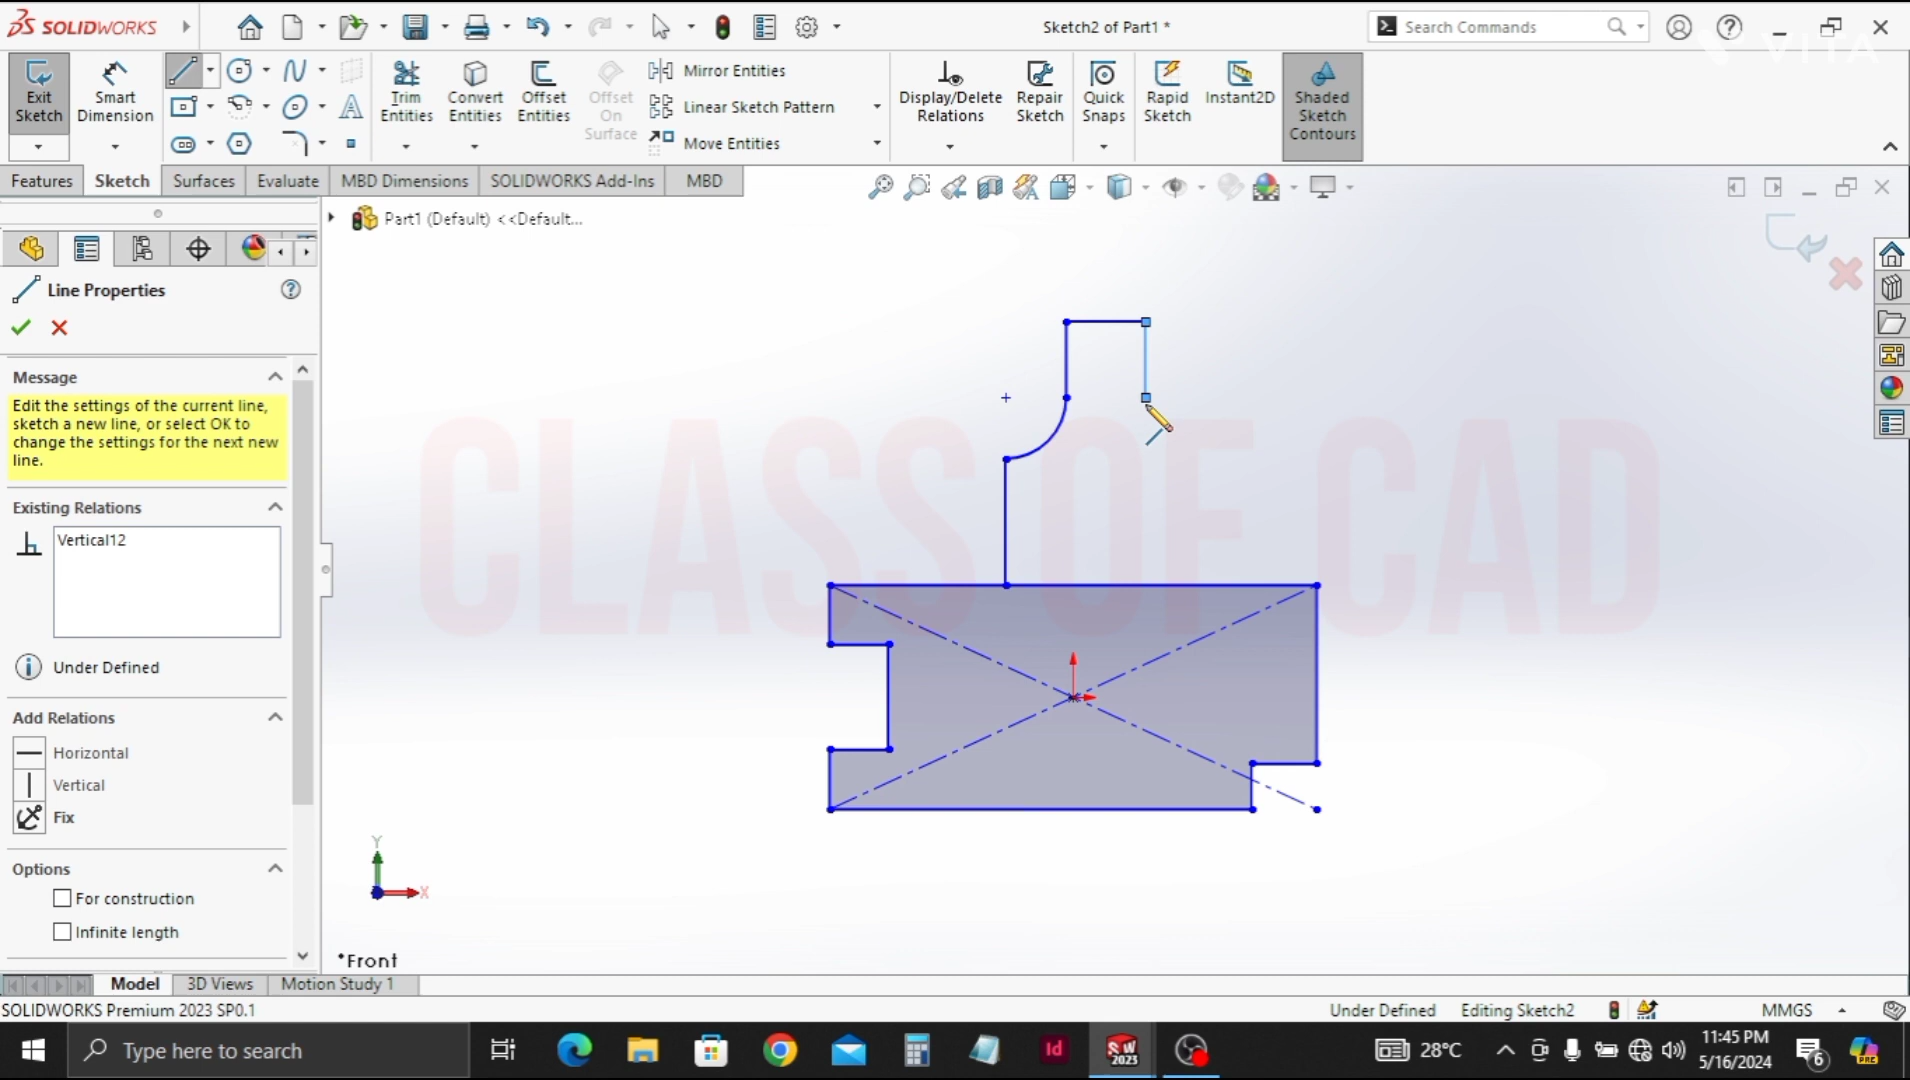 SOLIDWORKS
Sketch2 of Part1 *
Search Commands
VITA
Exit Sketch
Smart Dimension
Trim Entities
Convert Entities
Offset Entities
Offset On Surface
Mirror Entities
Linear Sketch Pattern
Move Entities
Display/Delete Relations
Repair Sketch
Quick Snaps
Rapid Sketch
Instant2D
Shaded Sketch Contours
Features
Sketch
Surfaces
Evaluate
MBD Dimensions
SOLIDWORKS Add-Ins
MBD
Part1 (Default) <<Default...
Line Properties
Message
Edit the settings of the current line,
sketch a new line, or select OK to
change the settings for the next new
line.
Existing Relations
Vertical12
Under Defined
Add Relations
Horizontal
Vertical
Fix
Options
For construction
Infinite length
CLASS OF CAD
Y
X
*Front
Model
3D Views
Motion Study 1
SOLIDWORKS Premium 2023 SP0.1
Under Defined
Editing Sketch2
MMGS
Type here to search
Id
SW
2023
28°C
11:45 PM
5/16/2024
6
PRE